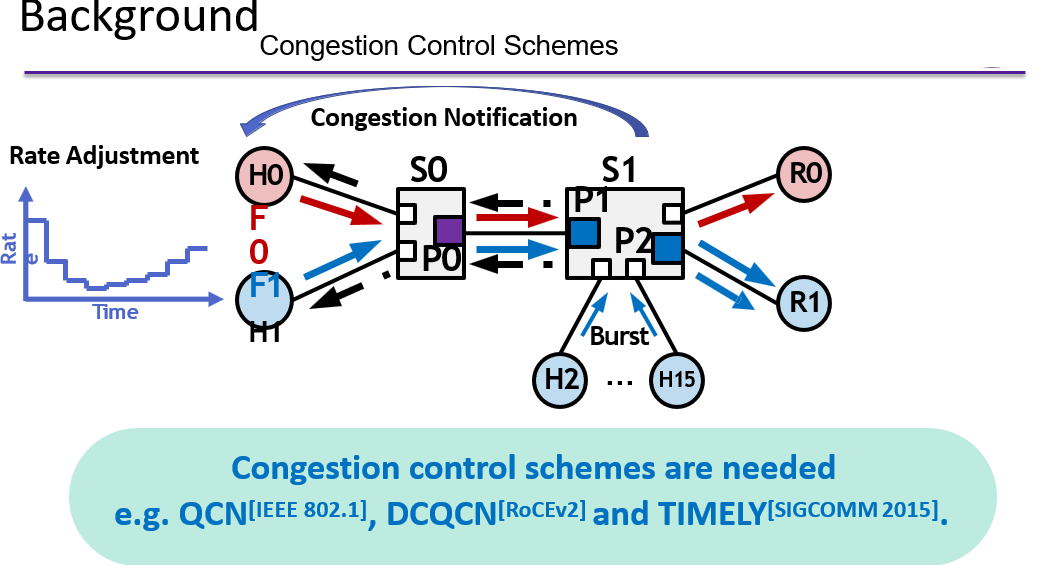 Background
Congestion Control Schemes
Congestion Notification
Rate Adjustment
Rat
e
Time
H0
F
0
F1
H1
S0
P0
S1
P1
P2
R0
R1
Burst
H2
...
H15
Congestion control schemes are needed
e.g. QCN[IEEE 802.1], DCQCN[RoCEv2] and TIMELY[SIGCOMM 2015].